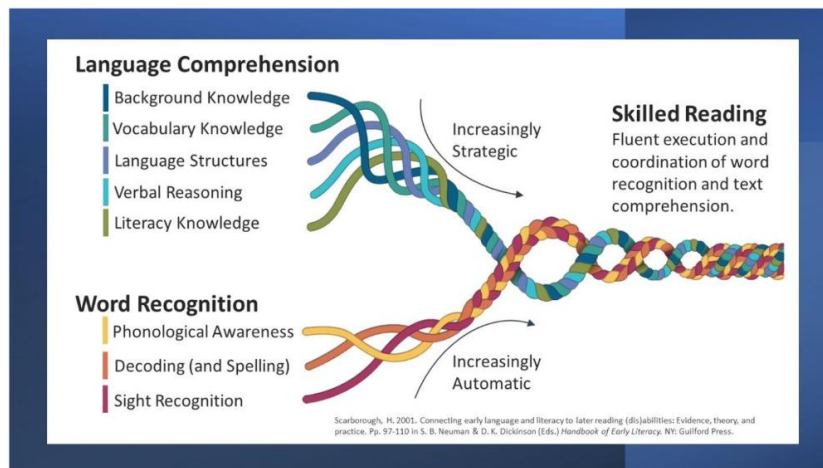 Language Comprehension
Background Knowledge
Vocabulary Knowledge
Language Structures
Verbal Reasoning
Literacy Knowledge
Increasingly
Strategic
Skilled Reading
Fluent execution and
coordination of word
recognition and text
comprehension.
Word Recognition
Phonological Awareness
Decoding (and Spelling)
Sight Recognition
Increasingly
Automatic
Scarborough, H. 2001. Connecting early language and literacy to later reading (dis)abilities: Evidence, theory, and
practice. Pp. 97-110 in S. B. Neuman & D. K. Dickinson (Eds.) Handbook of Early Literacy. NY: Guilford Press.